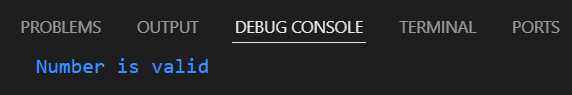 PROBLEMS OUTPUT DEBUG CONSOLE TERMINAL PORTS
Number is valid